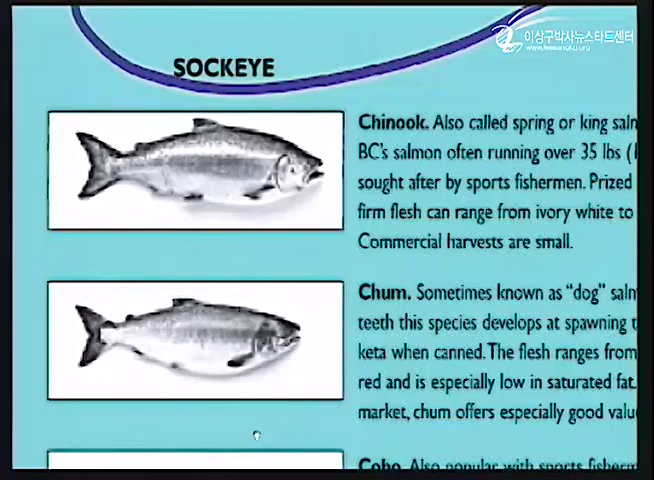 이상구박사뉴스타트센터
www.leesangku.org
SOCKEYE
Chinook. Also called spring or king
BC's salmon often running over 35 lbs (
sought after by sports fishermen. Prized
firm flesh can range from ivory white to
Commercial harvests are small.
Chum. Sometimes known as "dog"
teeth this species develops at spawning
keta when canned. The flesh ranges from
red and is especially low in saturated fat.
market, chum offers especially good
Coho. Also popular with sports